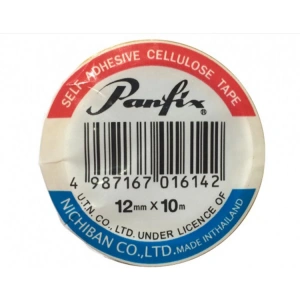 SELF-ADHESIVE CELLULOSE TAPE
Panfix®
4 987167 016142
12mm X 10m
U.T.N. CO., LTD. UNDER LICENCE OF
NICHIBAN CO.,LTD. MADE IN THAILAND